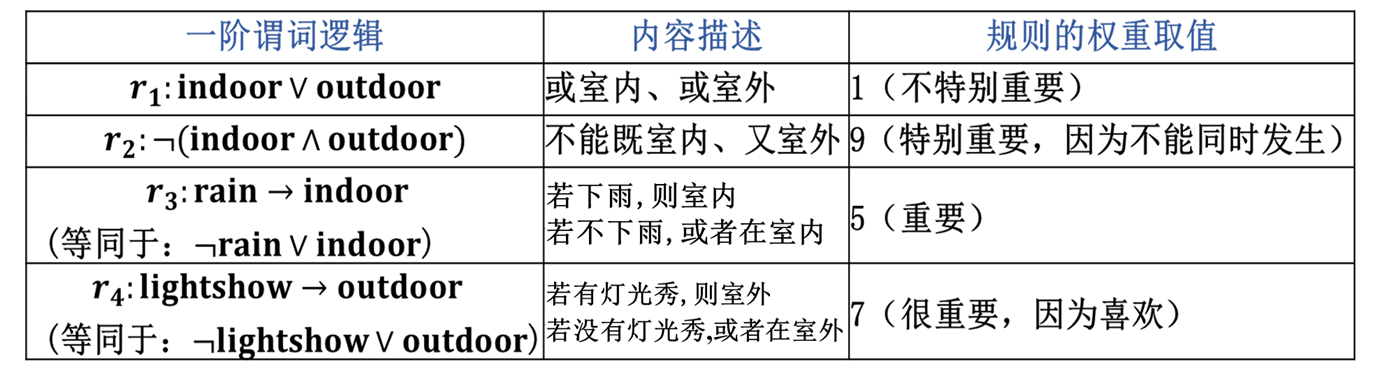 一阶谓词逻辑 内容描述 规则的权重取值
r₁: indoor ∨ outdoor 或室内、或室外 1（不特别重要）
r₂: ¬(indoor ∧ outdoor) 不能既室内、又室外 9（特别重要，因为不能同时发生）
r₃: rain → indoor
(等同于：¬rain ∨ indoor)
若下雨,则室内
若不下雨,或者在室内
5（重要）
r₄: lightshow → outdoor
(等同于：¬lightshow ∨ outdoor)
若有灯光秀,则室外
若没有灯光秀,或者在室外
7（很重要，因为喜欢）